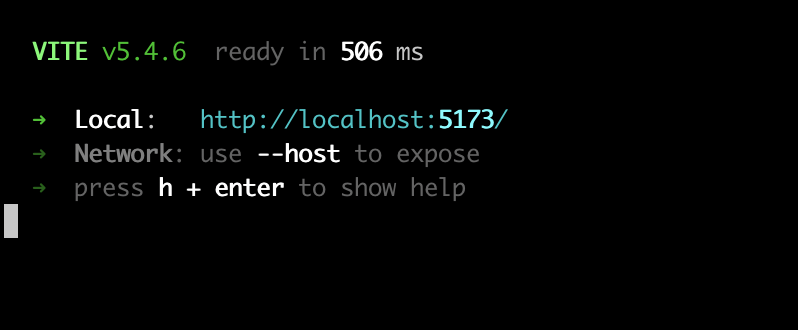 VITE v5.4.6  ready in 506 ms
➜  Local:   http://localhost:5173/
➜  Network: use --host to expose
➜  press h + enter to show help